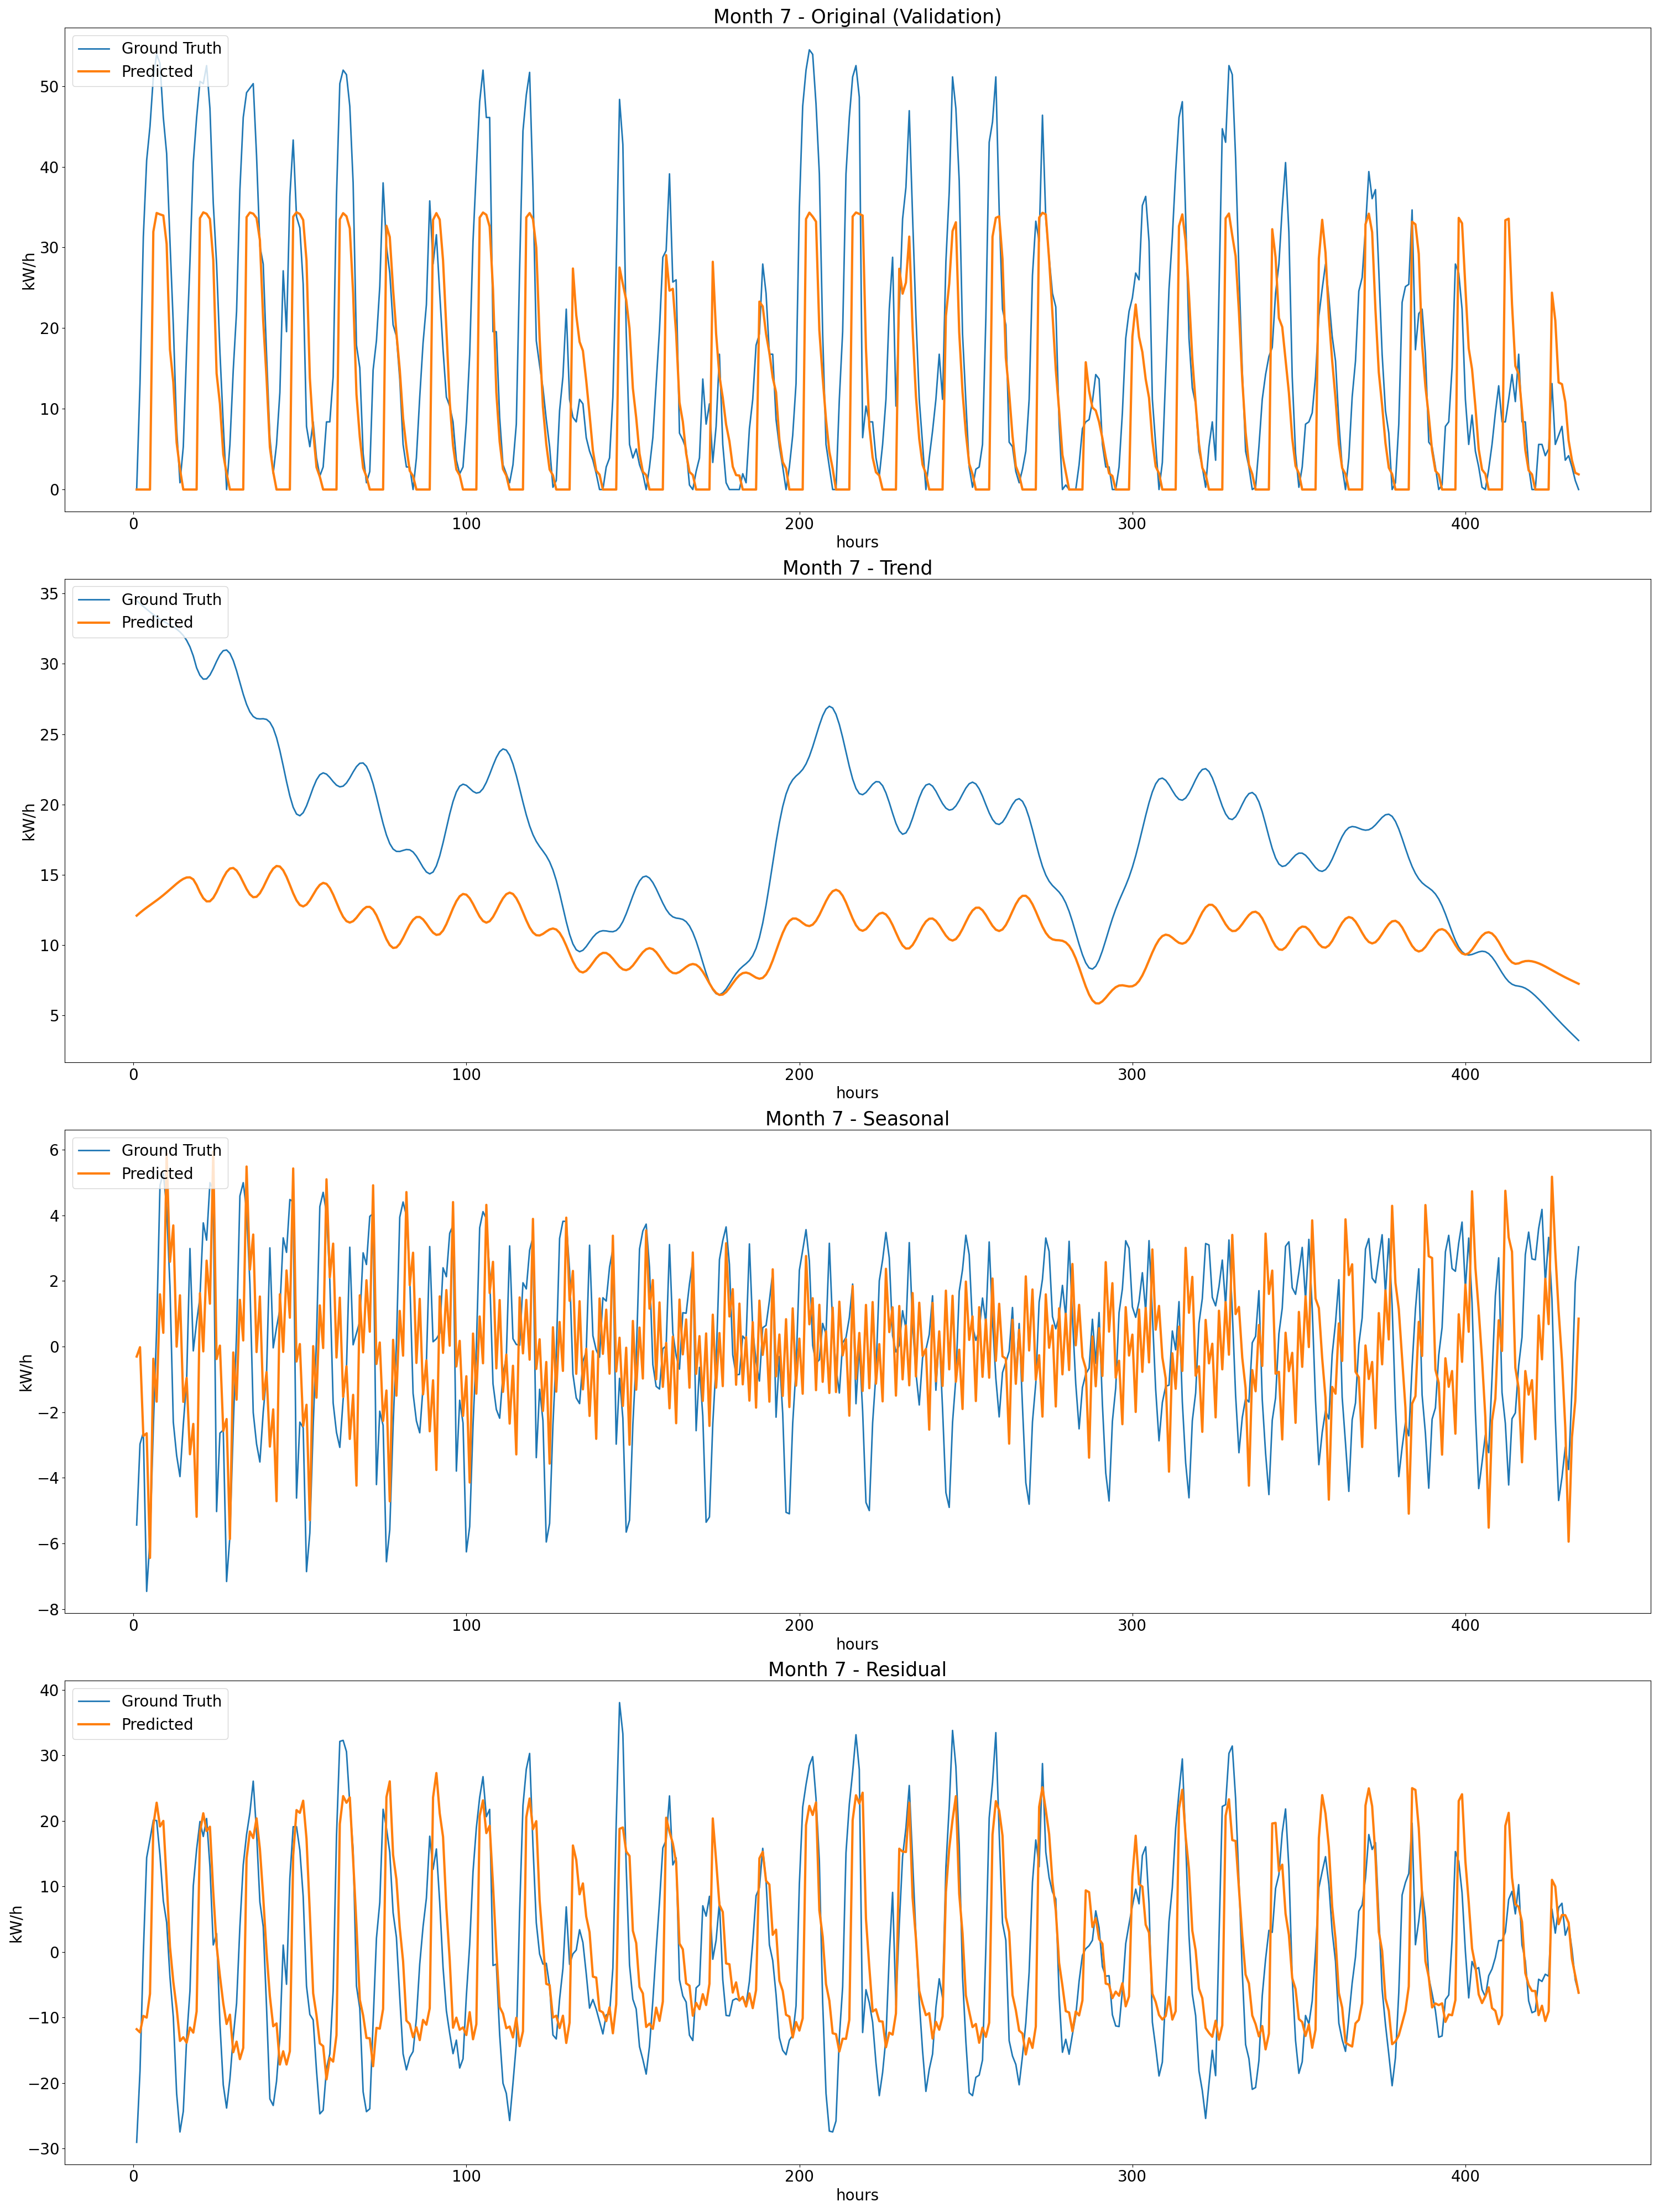 Month 7 - Original (Validation)
Ground Truth
Predicted
50
40
30
20
10
0
kW/h
0 100 200 300 400
hours
Month 7 - Trend
Ground Truth
Predicted
35
30
25
20
15
10
5
kW/h
0 100 200 300 400
hours
Month 7 - Seasonal
Ground Truth
Predicted
6
4
2
0
−2
−4
−6
−8
kW/h
0 100 200 300 400
hours
Month 7 - Residual
Ground Truth
Predicted
40
30
20
10
0
−10
−20
−30
kW/h
0 100 200 300 400
hours